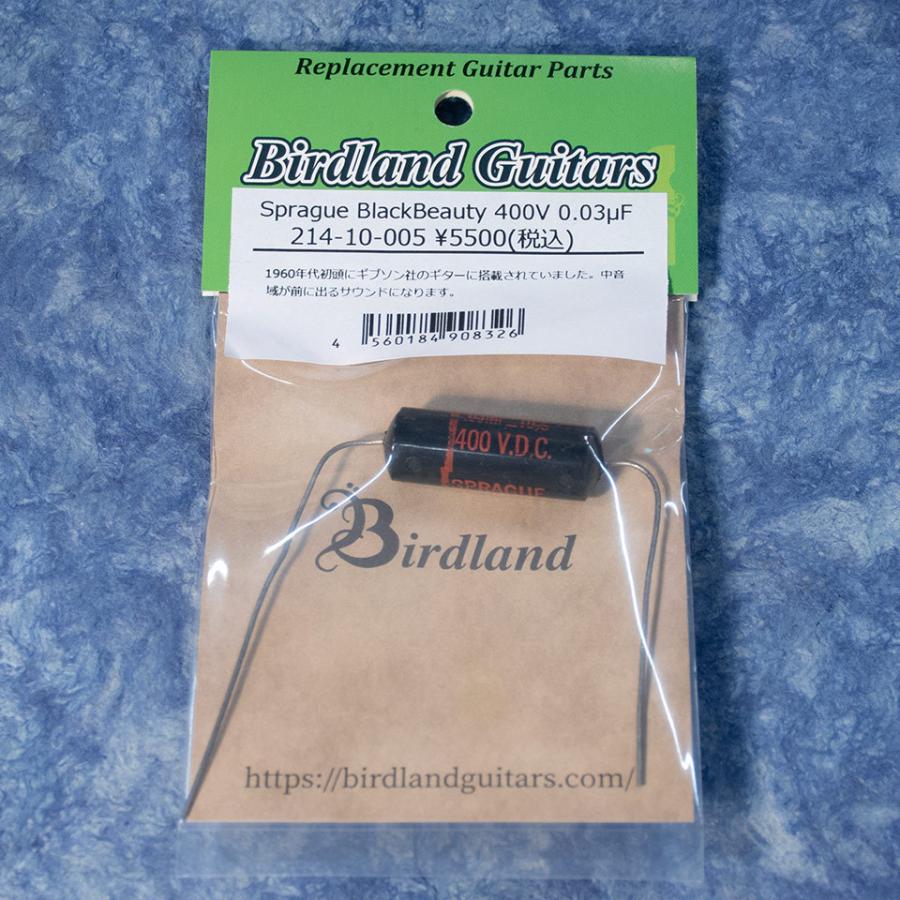 Replacement Guitar Parts
Birdland Guitars
Sprague BlackBeauty 400V 0.03µF
214-10-005 ¥5500(税込)
1960年代初頭にギブソン社のギターに搭載されていました。中音
域が前に出るサウンドになります。
4 560184 908326
400 V.D.C.
SPRAGUE
Birdland
https://birdlandguitars.com/